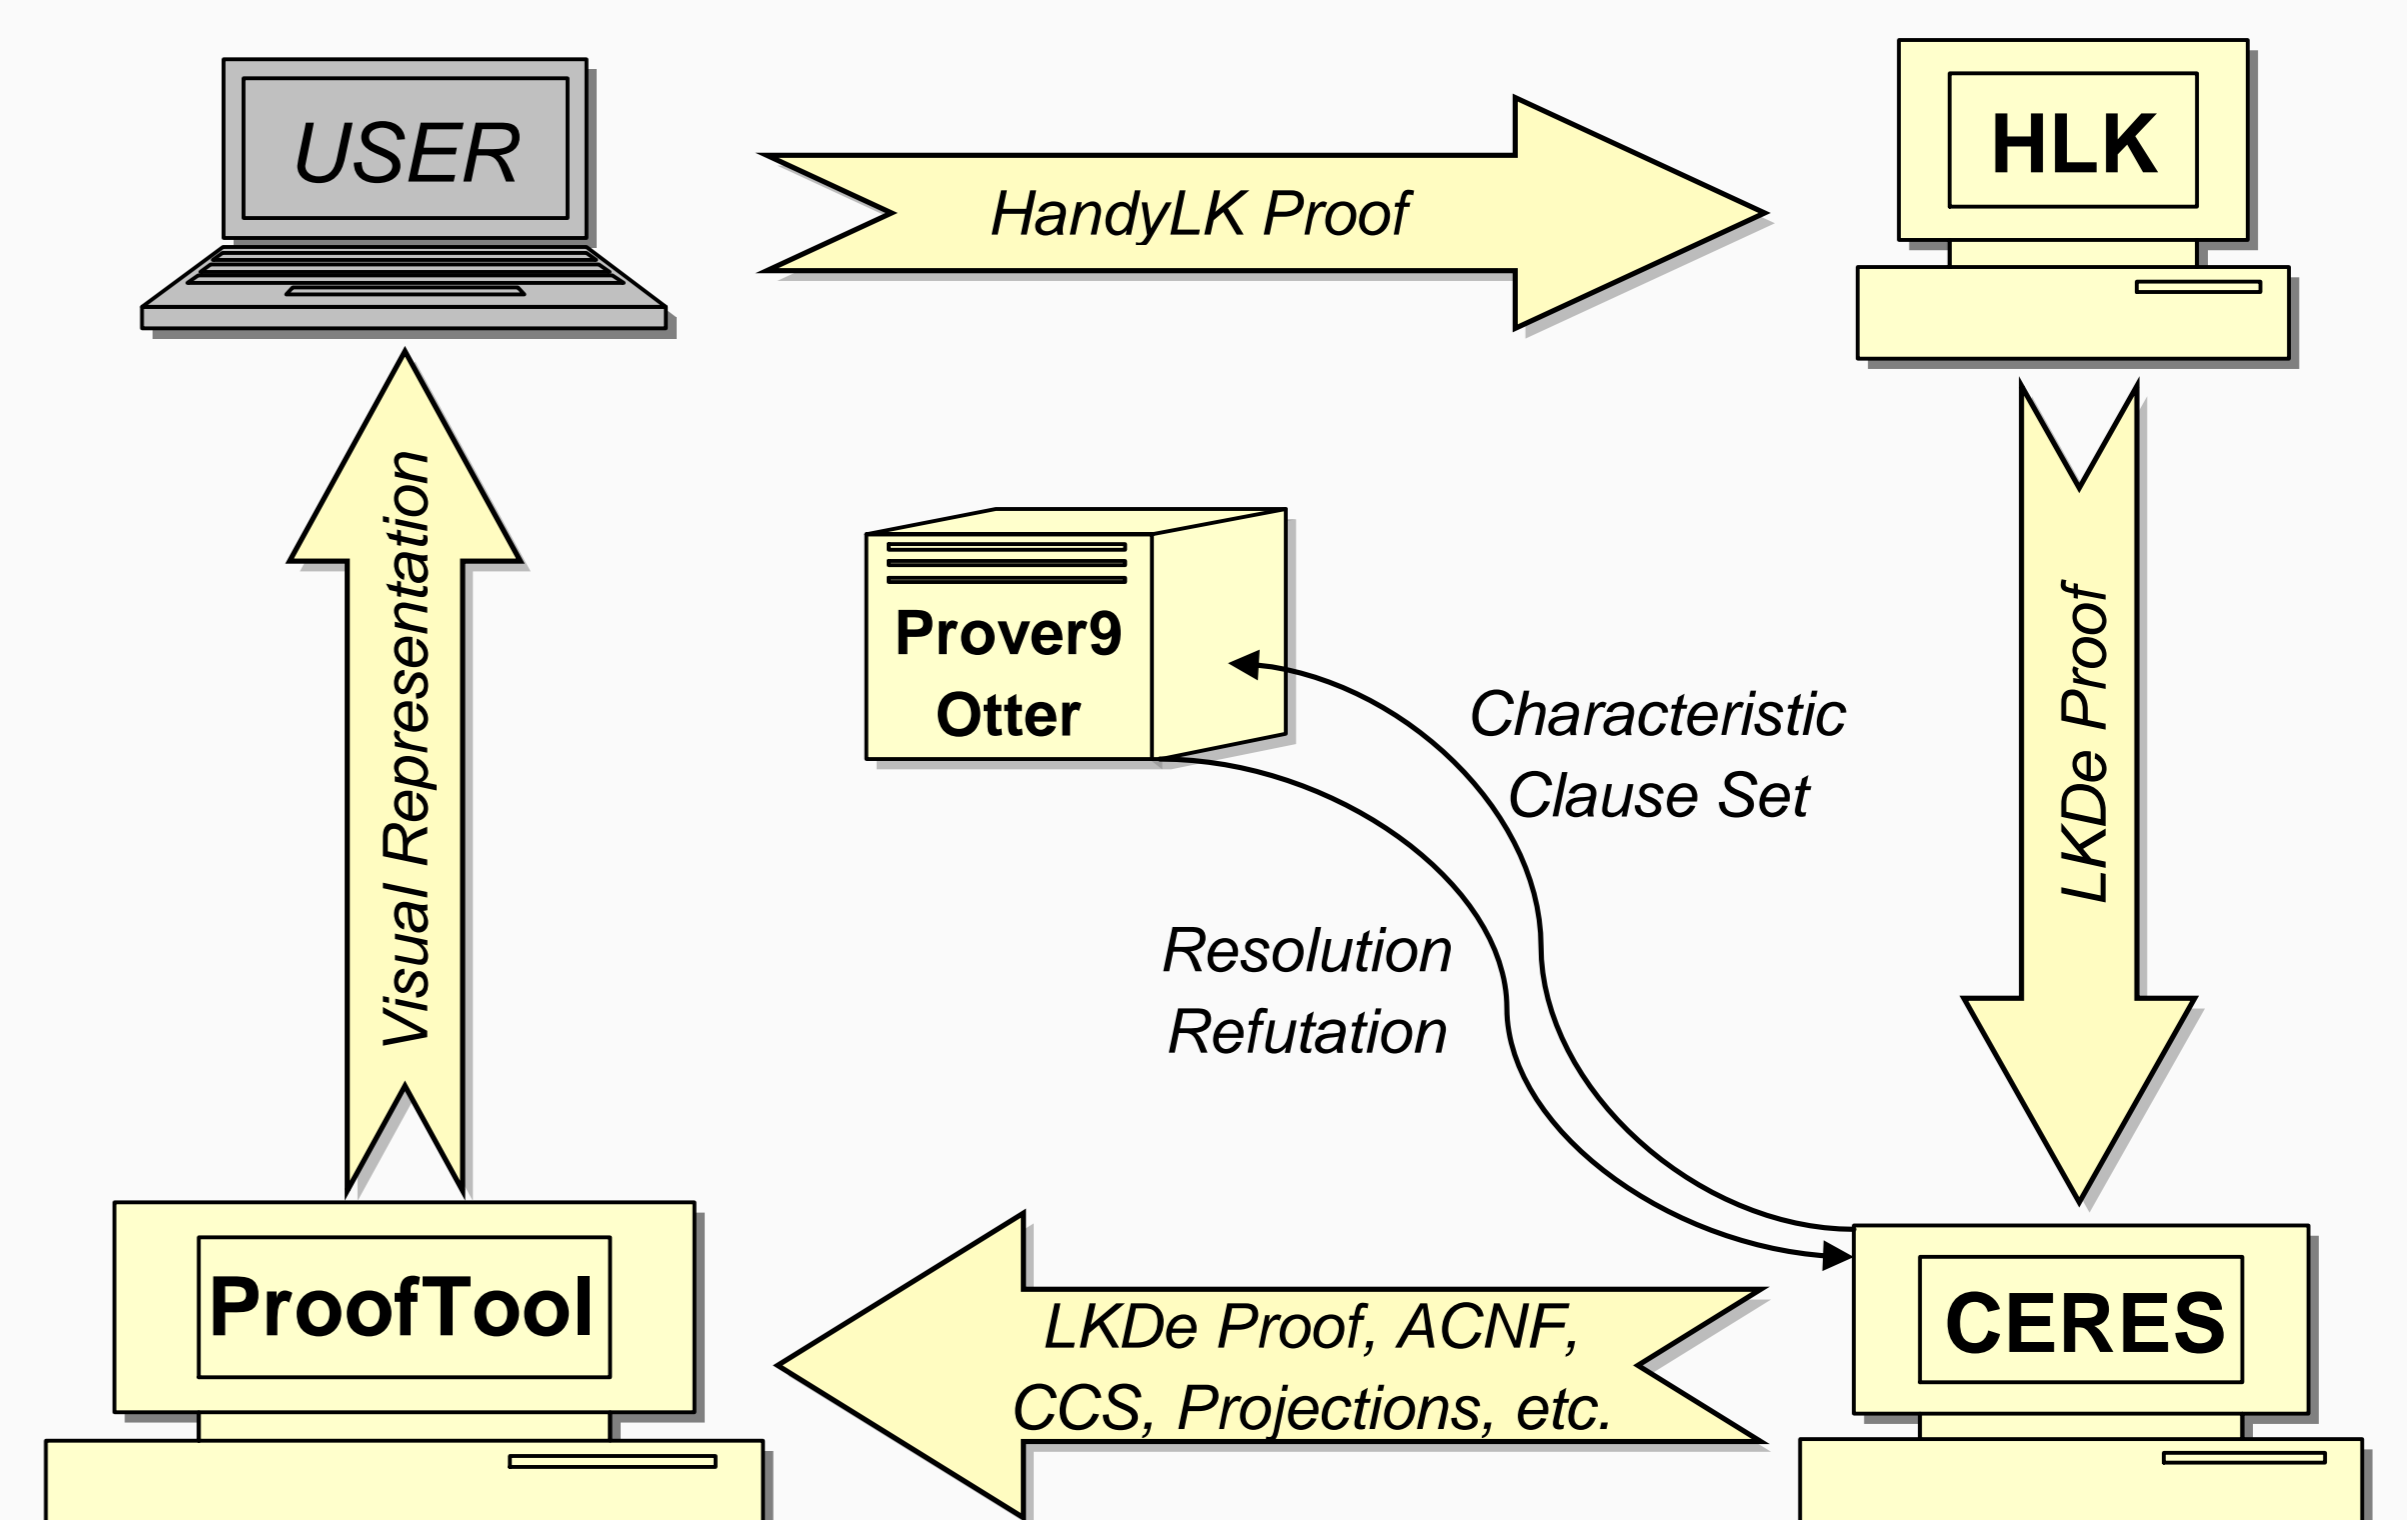 USER
HandyLK Proof
HLK
Visual Representation
Prover9
Otter
Characteristic
Clause Set
LKDe Proof
Resolution
Refutation
ProofTool
LKDe Proof, ACNF,
CCS, Projections, etc.
CERES